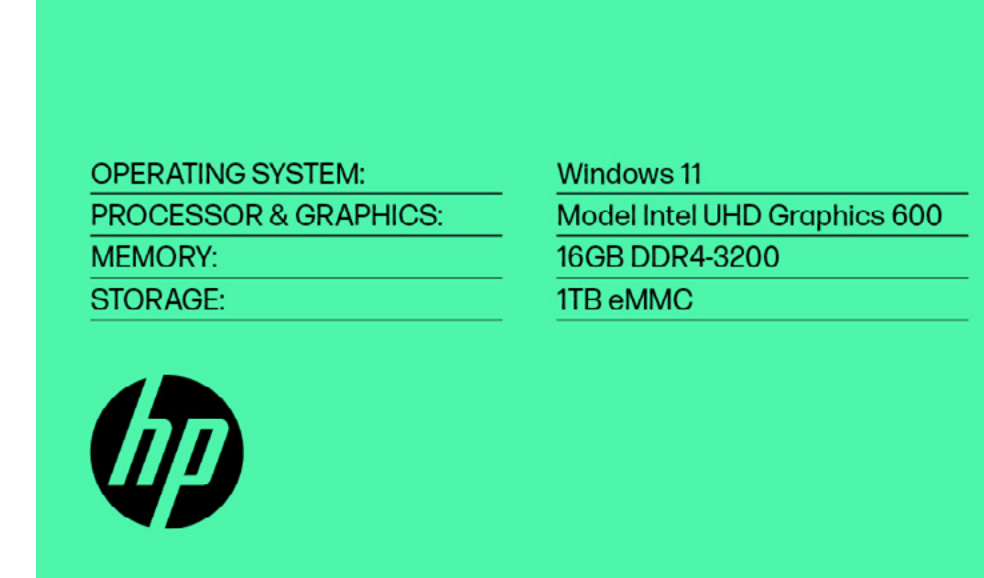 OPERATING SYSTEM: Windows 11
PROCESSOR & GRAPHICS: Model Intel UHD Graphics 600
MEMORY: 16GB DDR4-3200
STORAGE: 1TB eMMC
hp